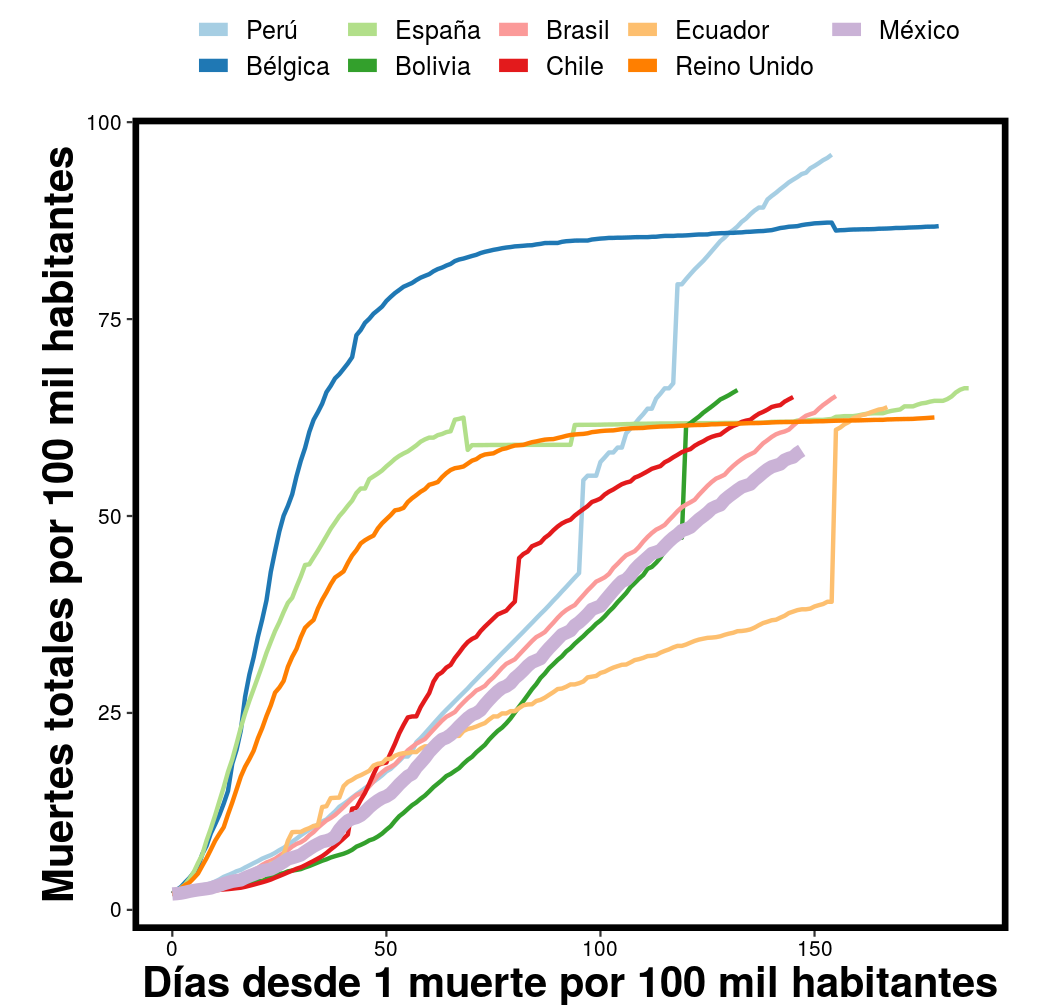 Perú España Brasil Ecuador México
Bélgica Bolivia Chile Reino Unido
Muertes totales por 100 mil habitantes
100
75
50
25
0
0 50 100 150
Días desde 1 muerte por 100 mil habitantes